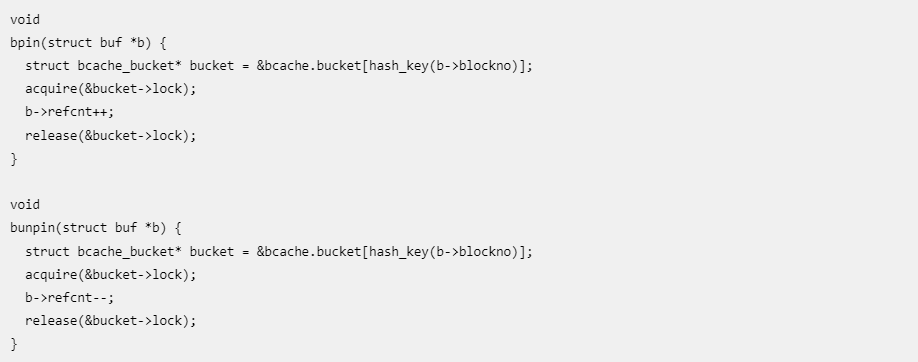 void
bpin(struct buf *b) {
  struct bcache_bucket* bucket = &bcache.bucket[hash_key(b->blockno)];
  acquire(&bucket->lock);
  b->refcnt++;
  release(&bucket->lock);
}

void
bunpin(struct buf *b) {
  struct bcache_bucket* bucket = &bcache.bucket[hash_key(b->blockno)];
  acquire(&bucket->lock);
  b->refcnt--;
  release(&bucket->lock);
}